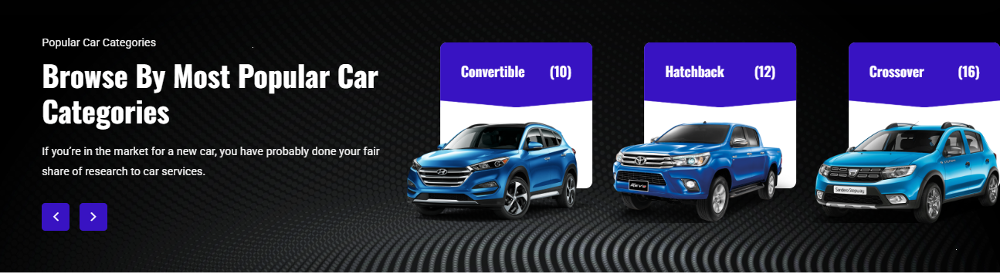 Popular Car Categories
Browse By Most Popular Car
Categories
If you're in the market for a new car, you have probably done your fair
share of research to car services.
Convertible (10)
Hatchback (12)
Crossover (16)
Revo
Sandero Stepway